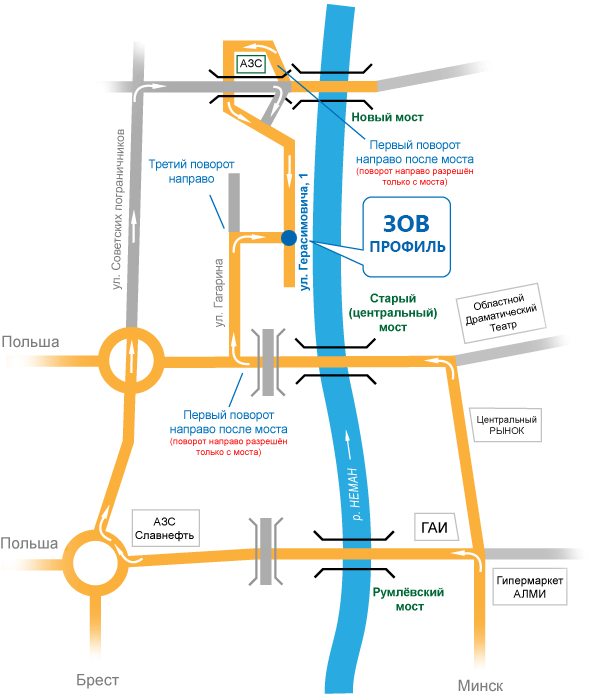 АЗС
Новый мост
Первый поворот
направо после моста
(поворот направо разрешён
только с моста)
Третий поворот
направо
ул. Советских пограничников
ул. Герасимовича, 1
ЗОВ
ПРОФИЛЬ
ул. Гагарина
Старый
(центральный)
мост
Областной
Драматический
Театр
Польша
Первый поворот
направо после моста
(поворот направо разрешён
только с моста)
Центральный
РЫНОК
р. НЕМАН
АЗС
Славнефть
ГАИ
Польша
Гипермаркет
АЛМИ
Румлёвский
мост
Брест
Минск